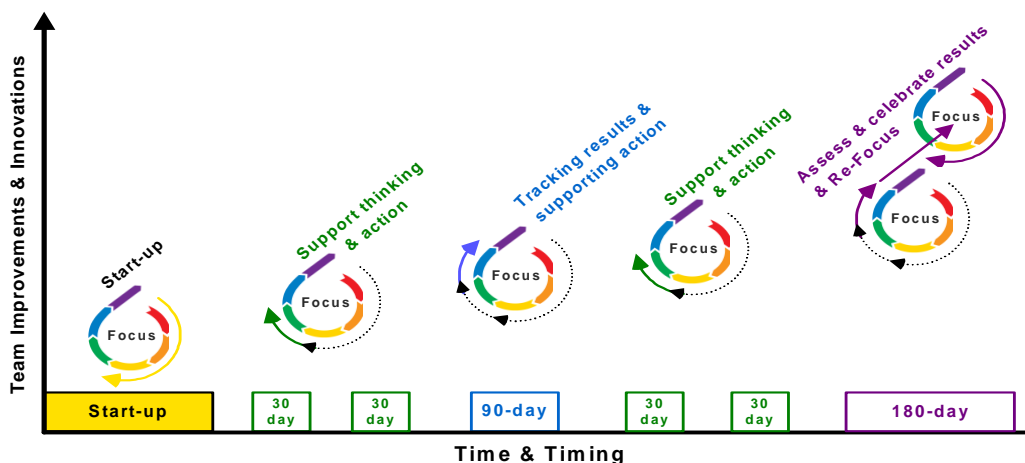 Team Improvements & Innovations
Start-up
Focus
Support thinking
& action
Focus
Tracking results &
supporting action
Focus
Support thinking
& action
Focus
Assess & celebrate results
& Re-Focus
Focus
Focus
Start-up
30
day
30
day
90-day
30
day
30
day
180-day
Time & Timing